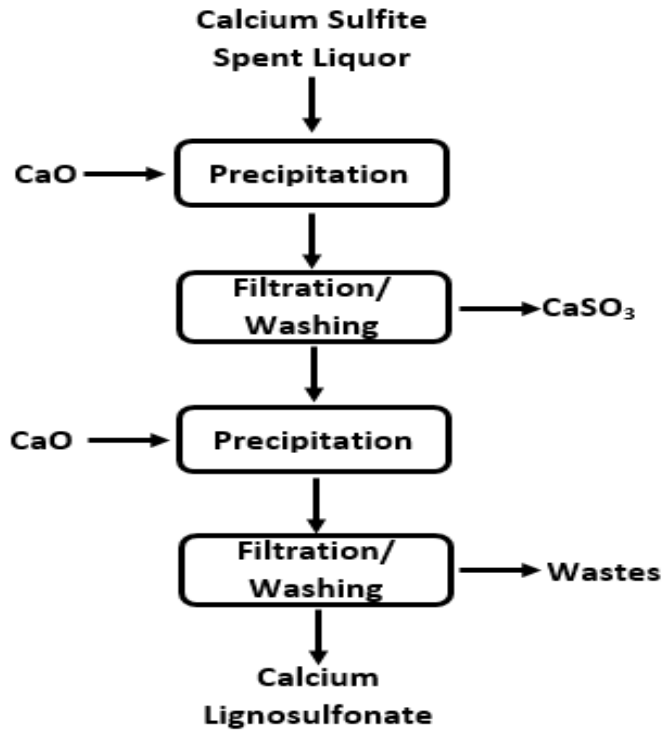 Calcium Sulfite
Spent Liquor
CaO
Precipitation
Filtration/
Washing
CaSO₃
CaO
Precipitation
Filtration/
Washing
Wastes
Calcium
Lignosulfonate